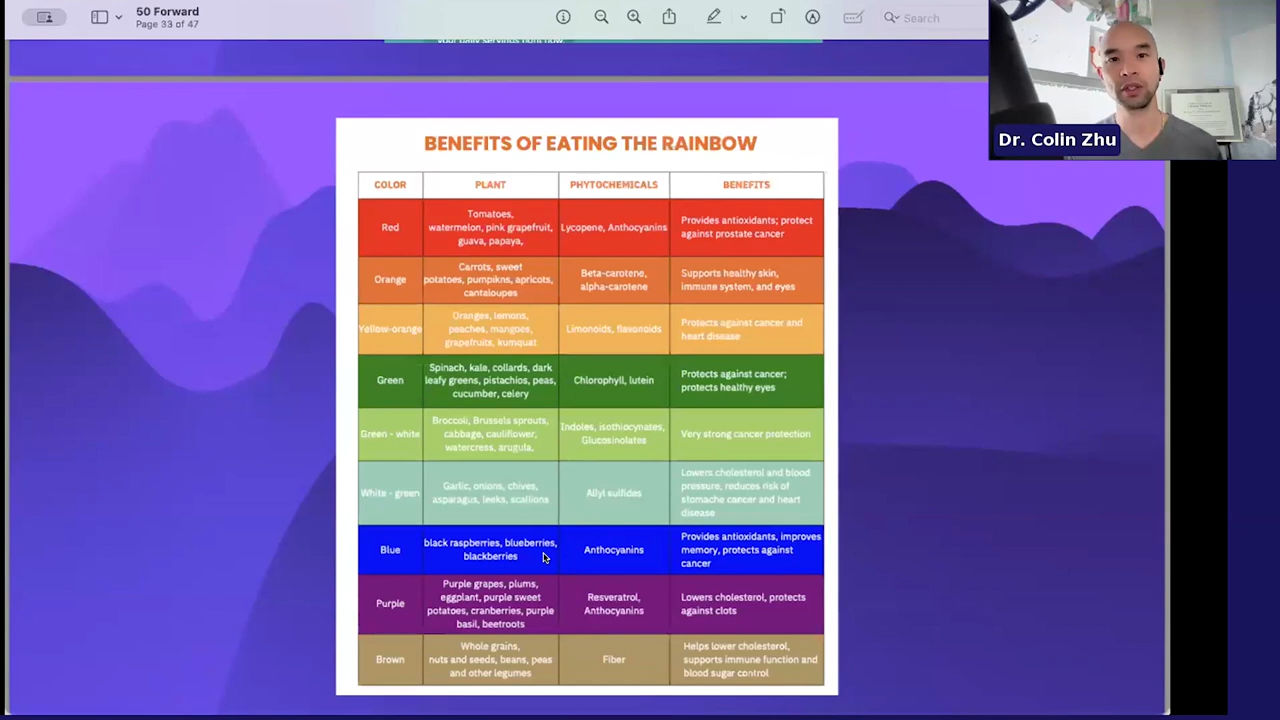 50 Forward
Page 33 of 47
Search
your daily servings right now.
Dr. Colin Zhu
BENEFITS OF EATING THE RAINBOW
COLOR PLANT PHYTOCHEMICALS BENEFITS
Red
Tomatoes,
watermelon, pink grapefruit,
guava, papaya,
Lycopene, Anthocyanins
Provides antioxidants; protect
against prostate cancer
Orange
Carrots, sweet
potatoes, pumpikns, apricots,
cantaloupes
Beta-carotene,
alpha-carotene
Supports healthy skin,
immune system, and eyes
Yellow-orange
Oranges, lemons,
peaches, mangoes,
grapefruits, kumquat
Limonoids, flavonoids
Protects against cancer and
heart disease
Green
Spinach, kale, collards, dark
leafy greens, pistachios, peas,
cucumber, celery
Chlorophyll, lutein
Protects against cancer;
protects healthy eyes
Green - white
Broccoli, Brussels sprouts,
cabbage, cauliflower,
watercress, arugula,
Indoles, isothiocynates,
Glucosinolates
Very strong cancer protection
White - green
Garlic, onions, chives,
asparagus, leeks, scallions
Allyl sulfides
Lowers cholesterol and blood
pressure, reduces risk of
stomache cancer and heart
disease
Blue
black raspberries, blueberries,
blackberries
Anthocyanins
Provides antioxidants, improves
memory, protects against
cancer
Purple
Purple grapes, plums,
eggplant, purple sweet
potatoes, cranberries, purple
basil, beetroots
Resveratrol,
Anthocyanins
Lowers cholesterol, protects
against clots
Brown
Whole grains,
nuts and seeds, beans, peas
and other legumes
Fiber
Helps lower cholesterol,
supports immune function and
blood sugar control